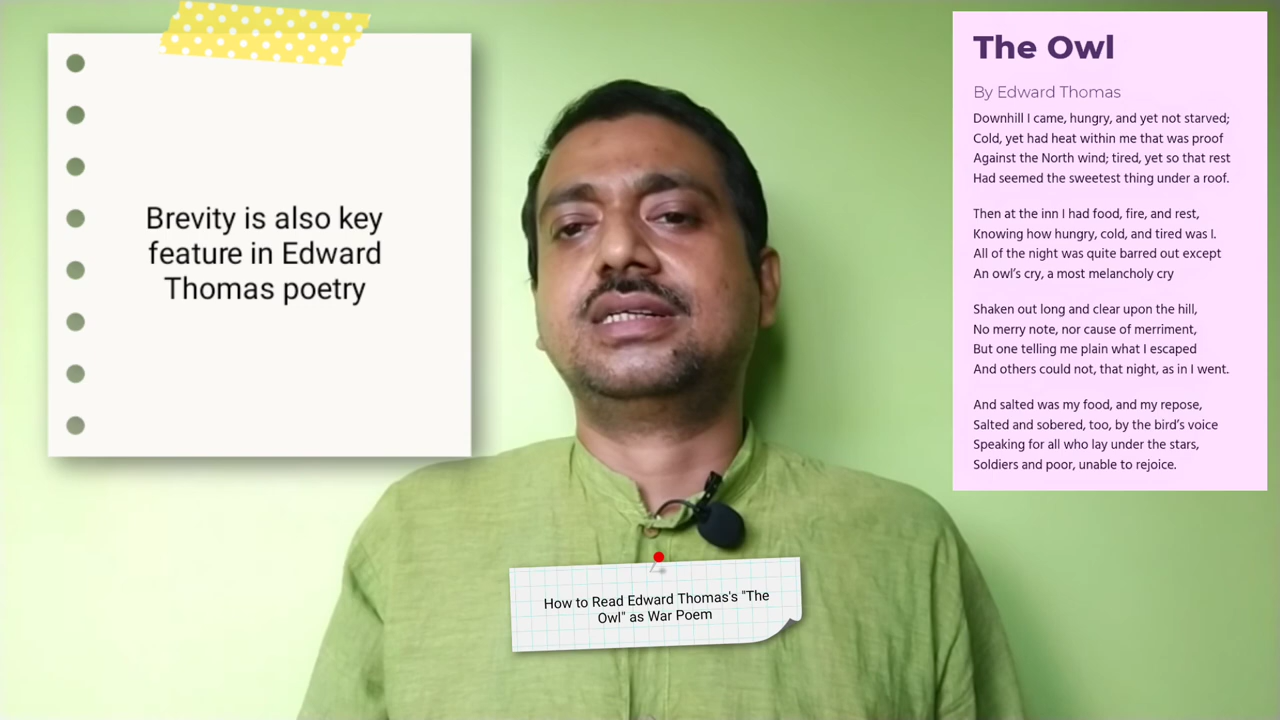 Brevity is also key
feature in Edward
Thomas poetry
The Owl
By Edward Thomas
Downhill I came, hungry, and yet not starved;
Cold, yet had heat within me that was proof
Against the North wind; tired, yet so that rest
Had seemed the sweetest thing under a roof.
Then at the inn I had food, fire, and rest,
Knowing how hungry, cold, and tired was I.
All of the night was quite barred out except
An owl’s cry, a most melancholy cry
Shaken out long and clear upon the hill,
No merry note, nor cause of merriment,
But one telling me plain what I escaped
And others could not, that night, as in I went.
And salted was my food, and my repose,
Salted and sobered, too, by the bird’s voice
Speaking for all who lay under the stars,
Soldiers and poor, unable to rejoice.
How to Read Edward Thomas's "The
Owl" as War Poem